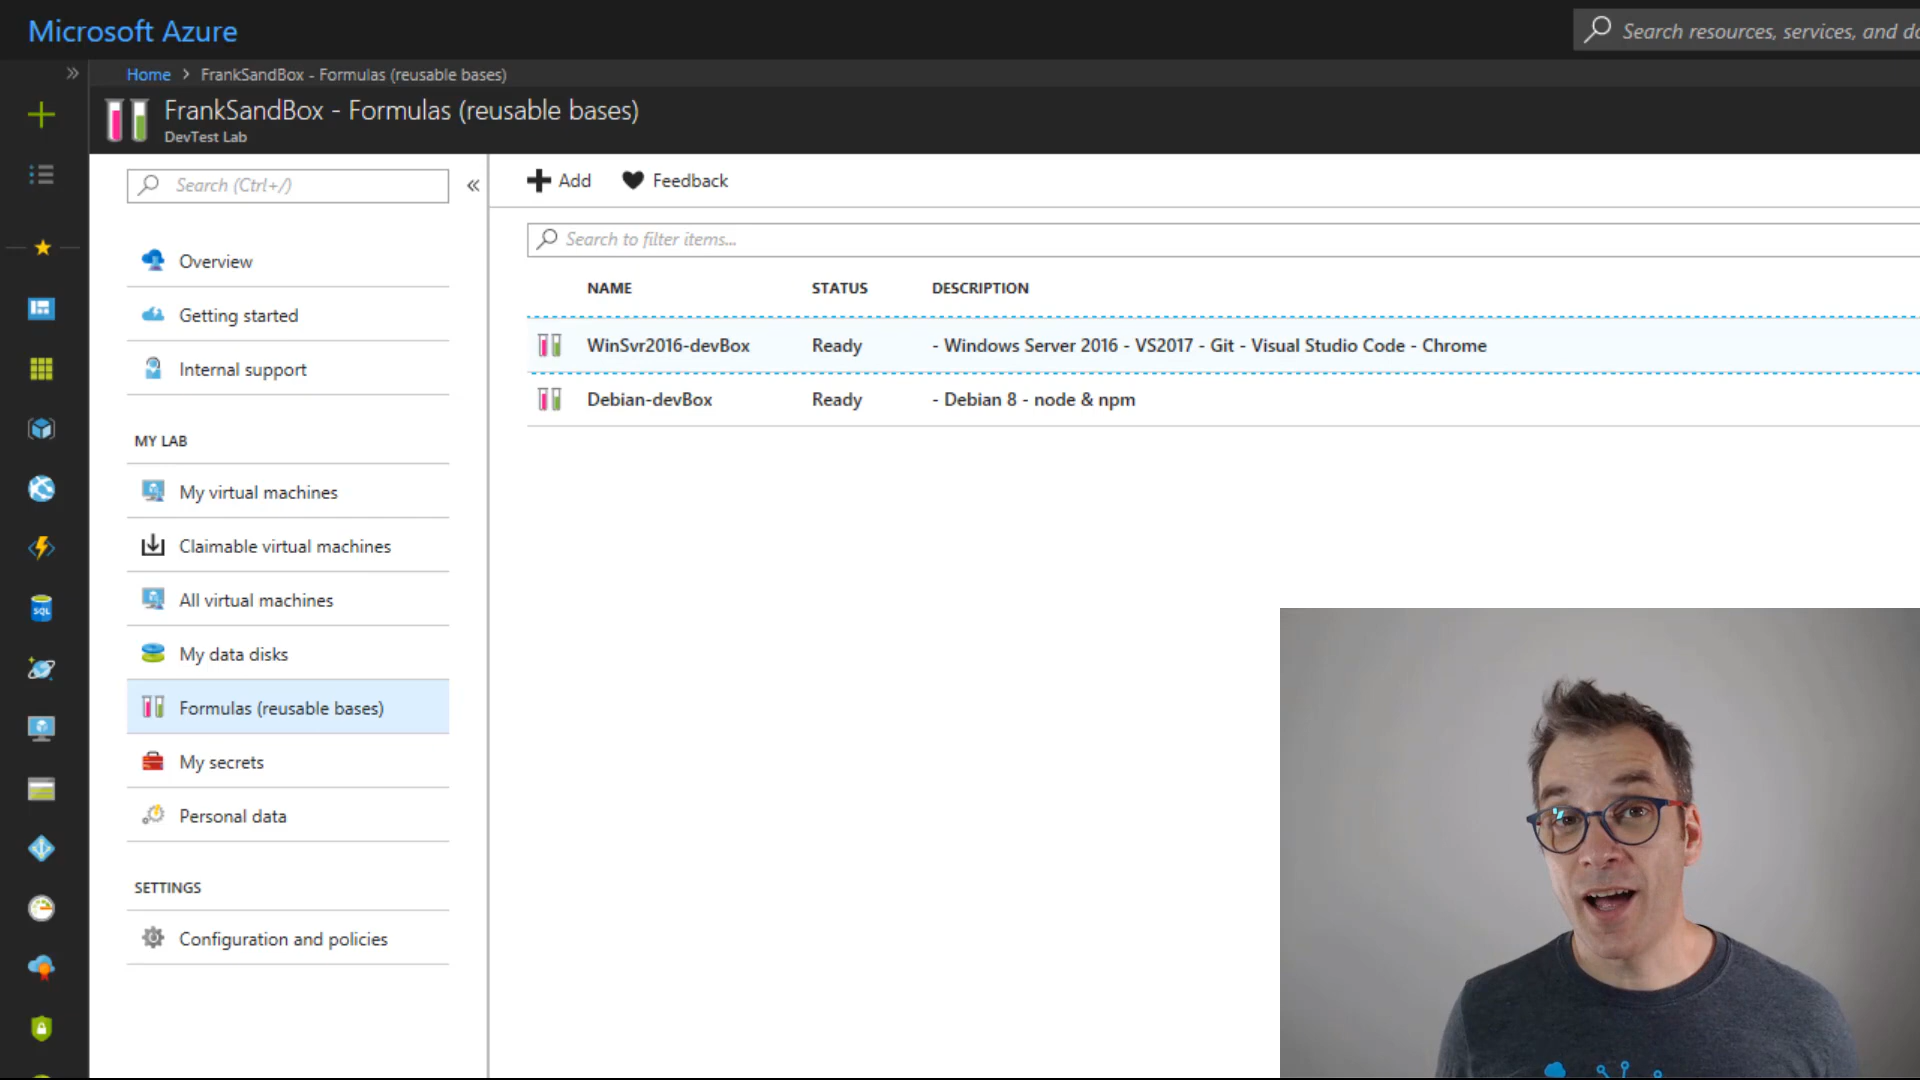 Microsoft Azure
Search resources, services, and do
Home > FrankSandBox - Formulas (reusable bases)
FrankSandBox - Formulas (reusable bases)
DevTest Lab
Search (Ctrl+/)
«
Add
Feedback
Search to filter items...
NAME STATUS DESCRIPTION
WinSvr2016-devBox Ready - Windows Server 2016 - VS2017 - Git - Visual Studio Code - Chrome
Debian-devBox Ready - Debian 8 - node & npm
Overview
Getting started
Internal support
MY LAB
My virtual machines
Claimable virtual machines
All virtual machines
My data disks
Formulas (reusable bases)
My secrets
Personal data
SETTINGS
Configuration and policies
SQL